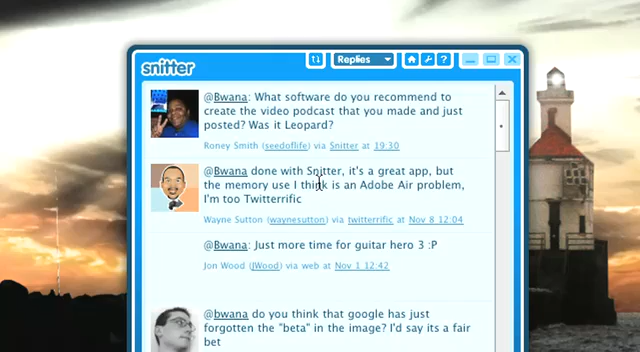 snitter
Replies
?
@Bwana: What software do you recommend to
create the video podcast that you made and just
posted? Was it Leopard?
Roney Smith (seedoflife) via Snitter at 19:30
@Bwana done with Snitter, it's a great app, but
the memory use I think is an Adobe Air problem,
I'm too Twitterrific
Wayne Sutton (waynesutton) via twitterrific at Nov 8 12:04
@Bwana: Just more time for guitar hero 3 :P
Jon Wood (JWood) via web at Nov 1 12:42
@bwana do you think that google has just
forgotten the "beta" in the image? I'd say its a fair
bet